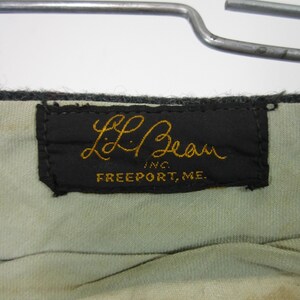 L.L. Bean
INC.
FREEPORT, ME.